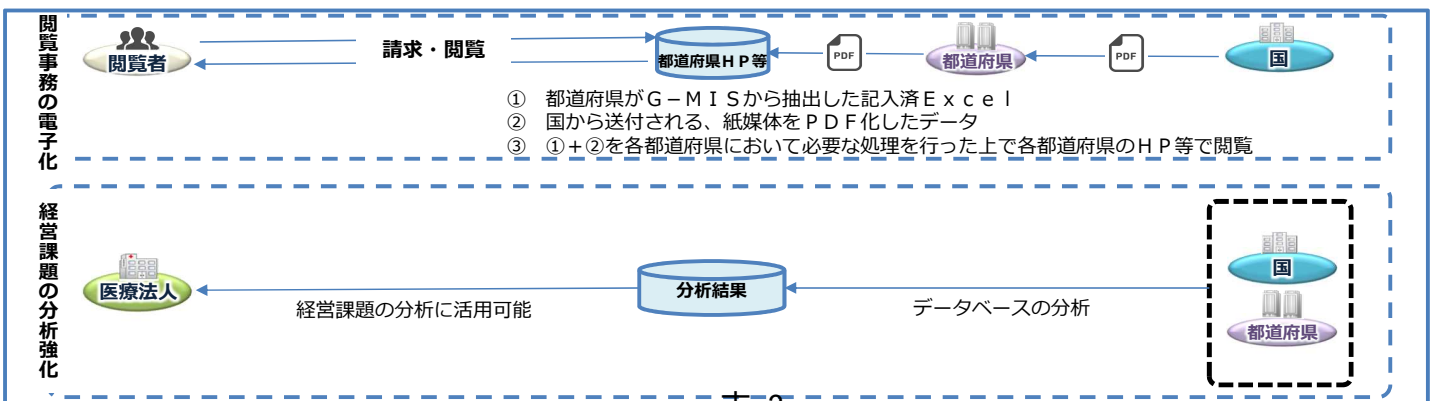 閲覧事務の電子化
閲覧者
請求・閲覧
都道府県HP等
PDF
都道府県
PDF
国
① 都道府県がG-MISから抽出した記入済Excel
② 国から送付される、紙媒体をPDF化したデータ
③ ①+②を各都道府県において必要な処理を行った上で各都道府県のHP等で閲覧
経営課題の分析強化
医療法人
経営課題の分析に活用可能
分析結果
データベースの分析
国
都道府県